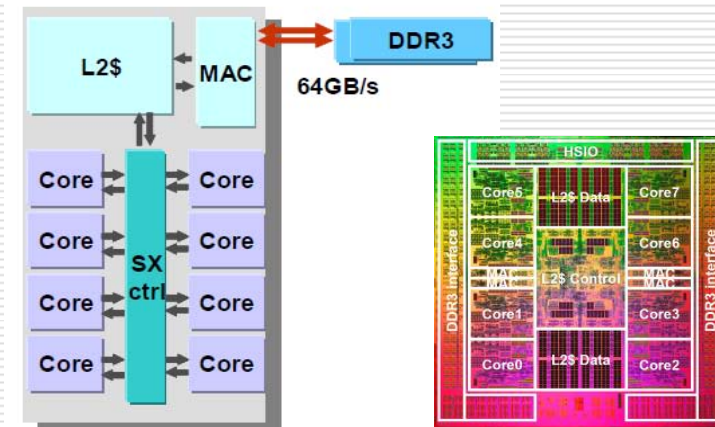 L2$
MAC
DDR3
64GB/s
Core
Core
Core
Core
SX
ctrl
Core
Core
Core
Core
HSIO
DDR3 interface
Core5
L2$ Data
Core7
Core4
Core6
MAC
MAC
L2$ Control
MAC
MAC
Core1
Core3
Core0
L2$ Data
Core2
DDR3 interface